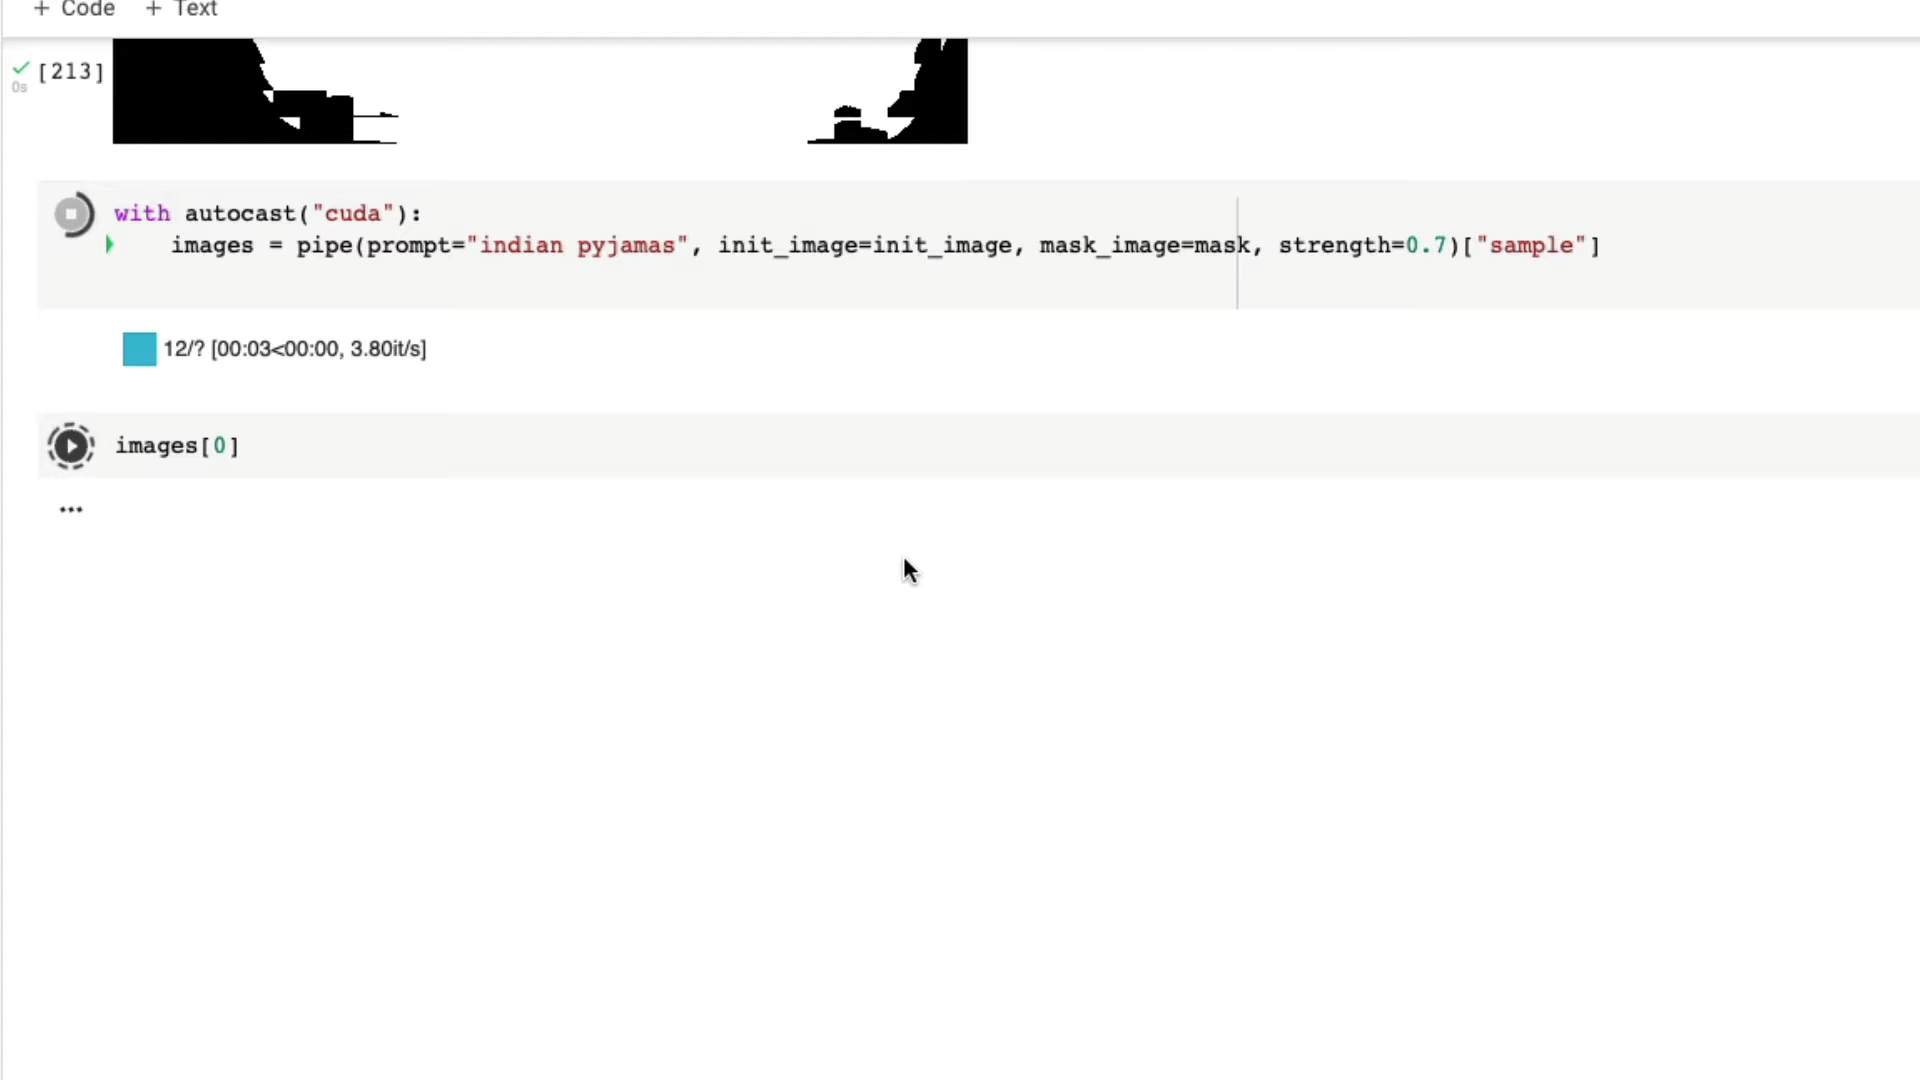 + Code + Text
[213]
0s
with autocast("cuda"):
images = pipe(prompt="indian pyjamas", init_image=init_image, mask_image=mask, strength=0.7)["sample"]
12/? [00:03<00:00, 3.80it/s]
images[0]
...